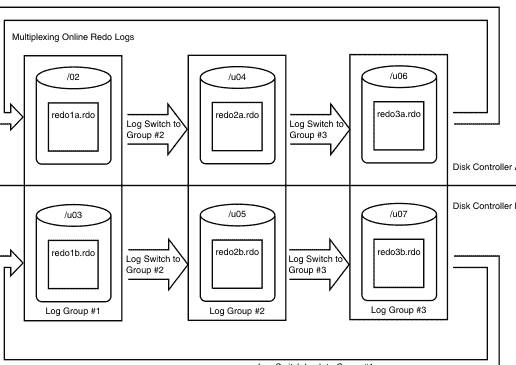 Multiplexing Online Redo Logs
/02
/u04
/u06
redo1a.rdo
redo2a.rdo
redo3a.rdo
Log Switch to
Group #2
Log Switch to
Group #3
Disk Controller
Disk Controller
/u03
/u05
/u07
redo1b.rdo
redo2b.rdo
redo3b.rdo
Log Switch to
Group #2
Log Switch to
Group #3
Log Group #1
Log Group #2
Log Group #3